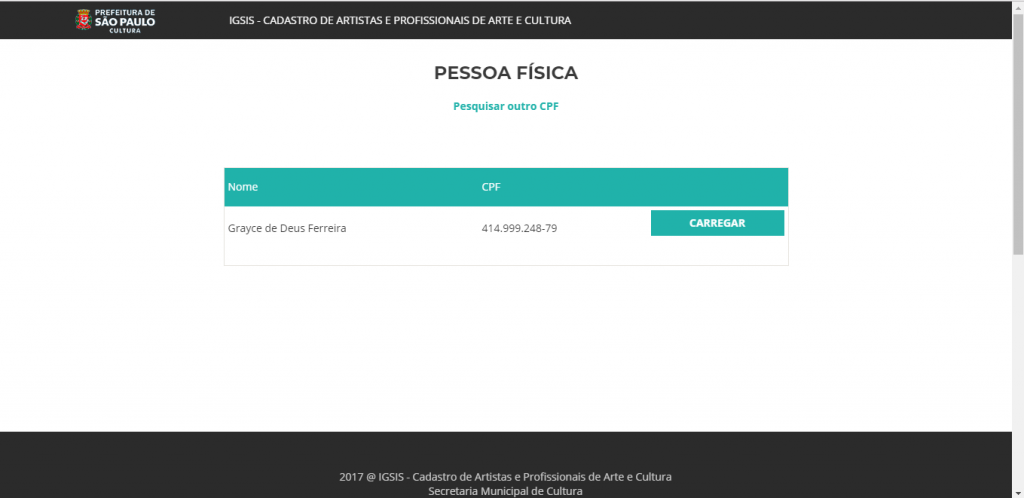 PREFEITURA DE
SÃO PAULO
CULTURA
IGSIS - CADASTRO DE ARTISTAS E PROFISSIONAIS DE ARTE E CULTURA
PESSOA FÍSICA
Pesquisar outro CPF
Nome CPF
Grayce de Deus Ferreira 414.999.248-79 CARREGAR
2017 @ IGSIS - Cadastro de Artistas e Profissionais de Arte e Cultura
Secretaria Municipal de Cultura